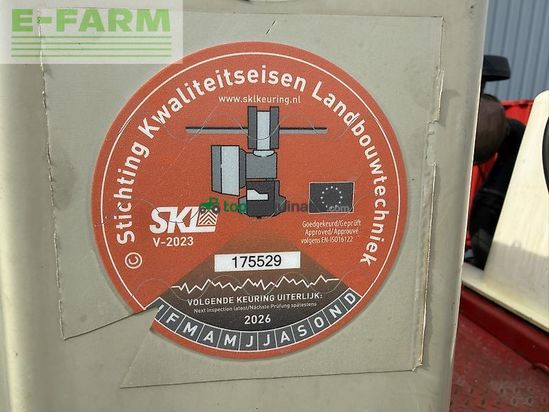 E-FARM
© Stichting Kwaliteitseisen Landbouwtechniek
www.sklkeuring.nl
SKL
V-2023
Goedgekeurd/Geprüft
Approved/Approuvé
volgens EN-ISO16122
175529
VOLGENDE KEURING UITERLIJK:
Next inspection latest/Nächste Prüfung spätestens
2026
J F M A M J J A S O N D